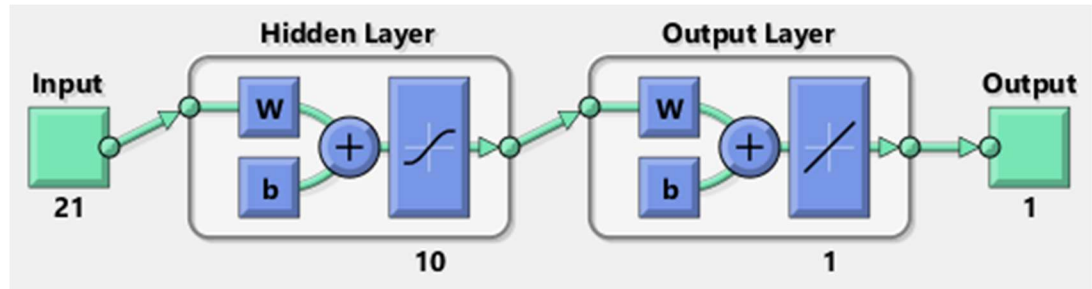 Hidden Layer
Output Layer
Input
Output
W
W
+
+
b
b
21
1
10
1